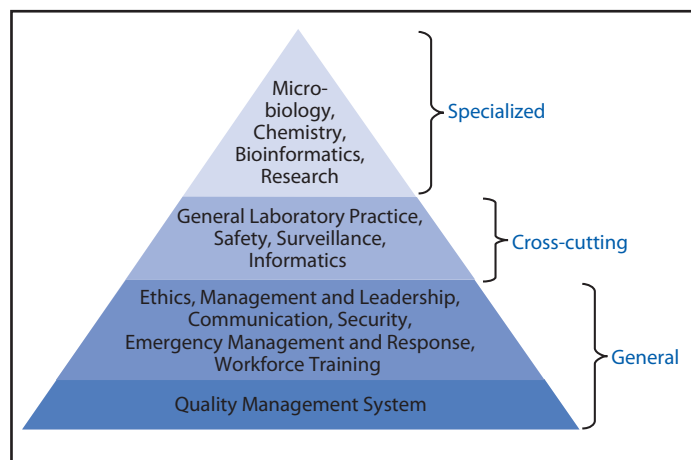 Micro-
biology,
Chemistry,
Bioinformatics,
Research
Specialized
General Laboratory Practice,
Safety, Surveillance,
Informatics
Cross-cutting
Ethics, Management and Leadership,
Communication, Security,
Emergency Management and Response,
Workforce Training
General
Quality Management System